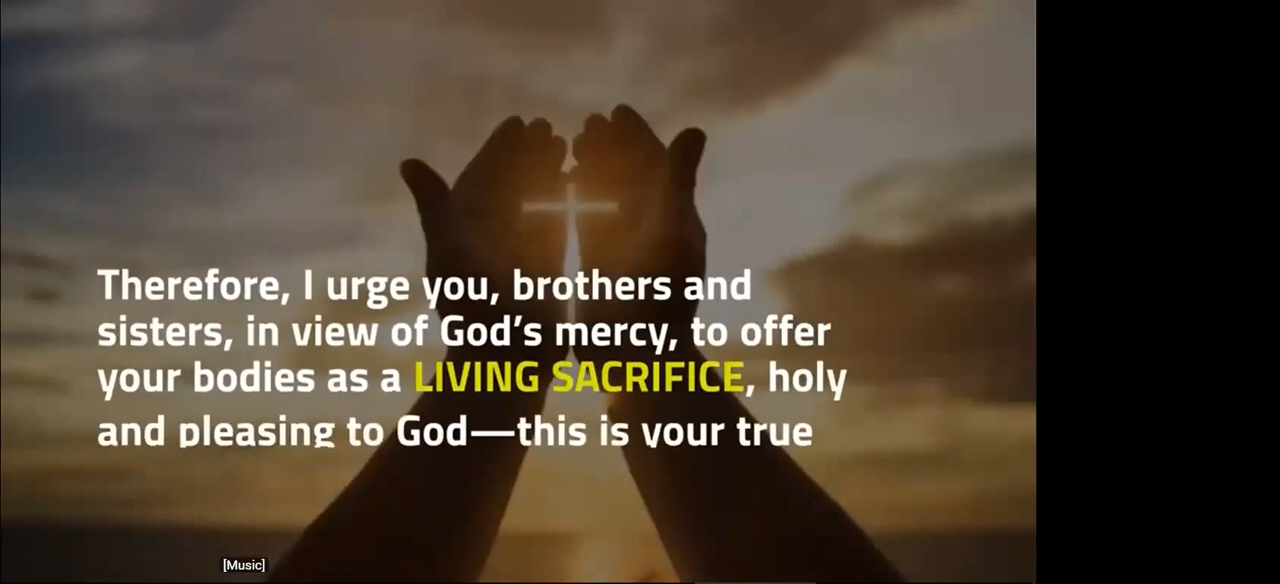 Therefore, I urge you, brothers and
sisters, in view of God’s mercy, to offer
your bodies as a LIVING SACRIFICE, holy
and pleasing to God—this is your true
[Music]